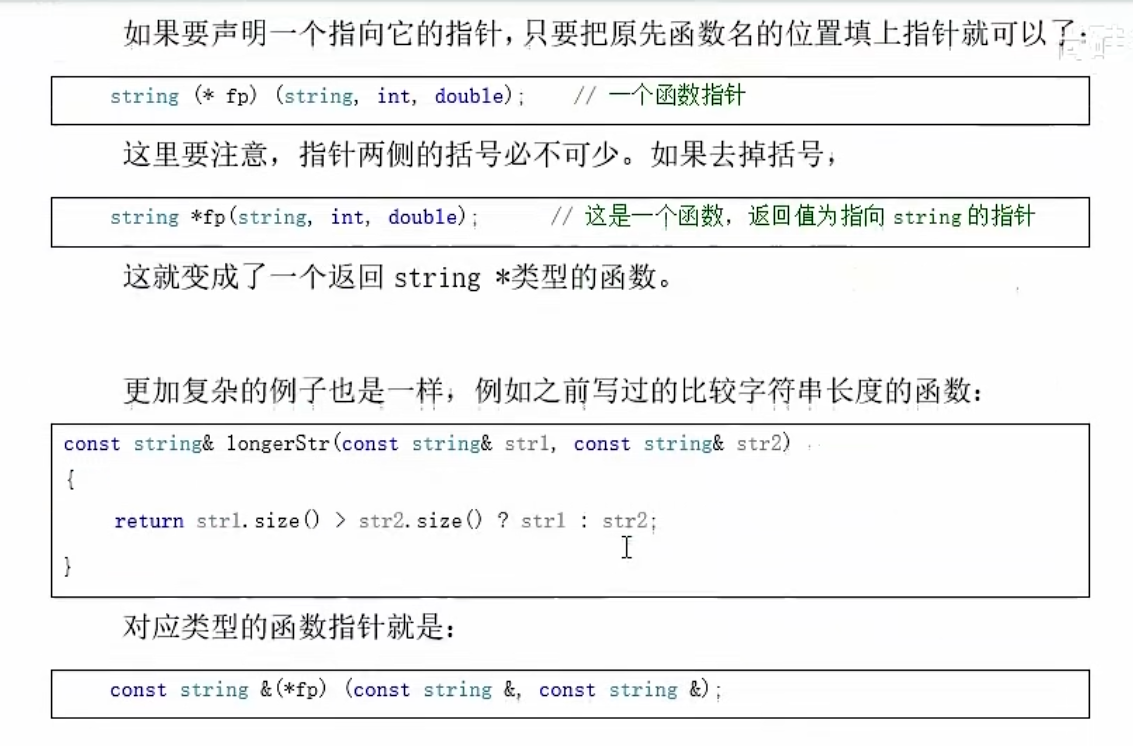 如果要声明一个指向它的指针，只要把原先函数名的位置填上指针就可以了：
string (* fp) (string, int, double);    // 一个函数指针
这里要注意，指针两侧的括号必不可少。如果去掉括号，
string *fp(string, int, double);    // 这是一个函数，返回值为指向 string 的指针
这就变成了一个返回 string *类型的函数。
更加复杂的例子也是一样，例如之前写过的比较字符串长度的函数：
const string& longerStr(const string& str1, const string& str2)
{
return str1.size() > str2.size() ? str1 : str2;
}
对应类型的函数指针就是：
const string &(*fp) (const string &, const string &);